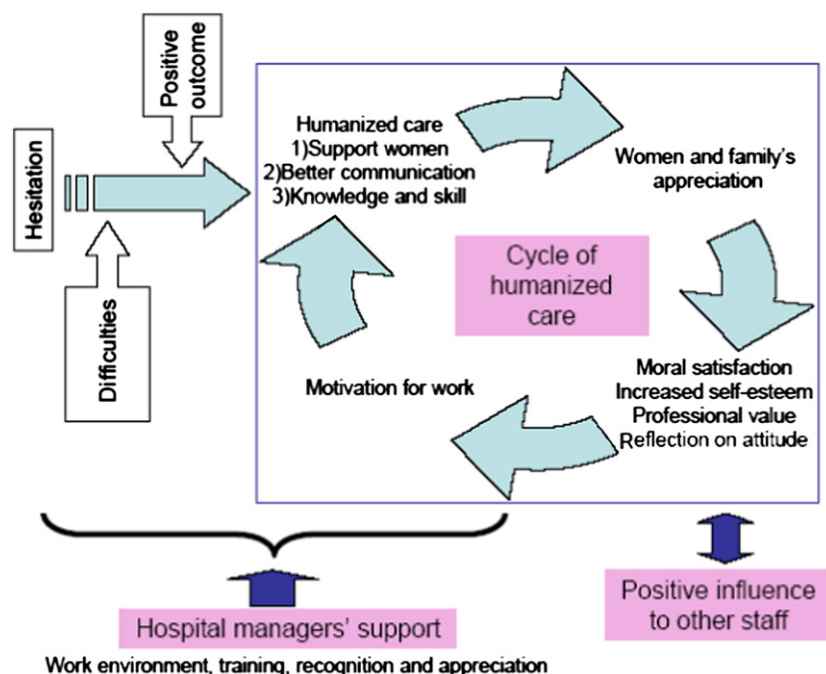 Positive
outcome
Hesitation
Difficulties
Humanized care
1)Support women
2)Better communication
3)Knowledge and skill
Women and family's
appreciation
Cycle of
humanized
care
Moral satisfaction
Increased self-esteem
Professional value
Reflection on attitude
Motivation for work
Hospital managers' support
Work environment, training, recognition and appreciation
Positive influence
to other staff